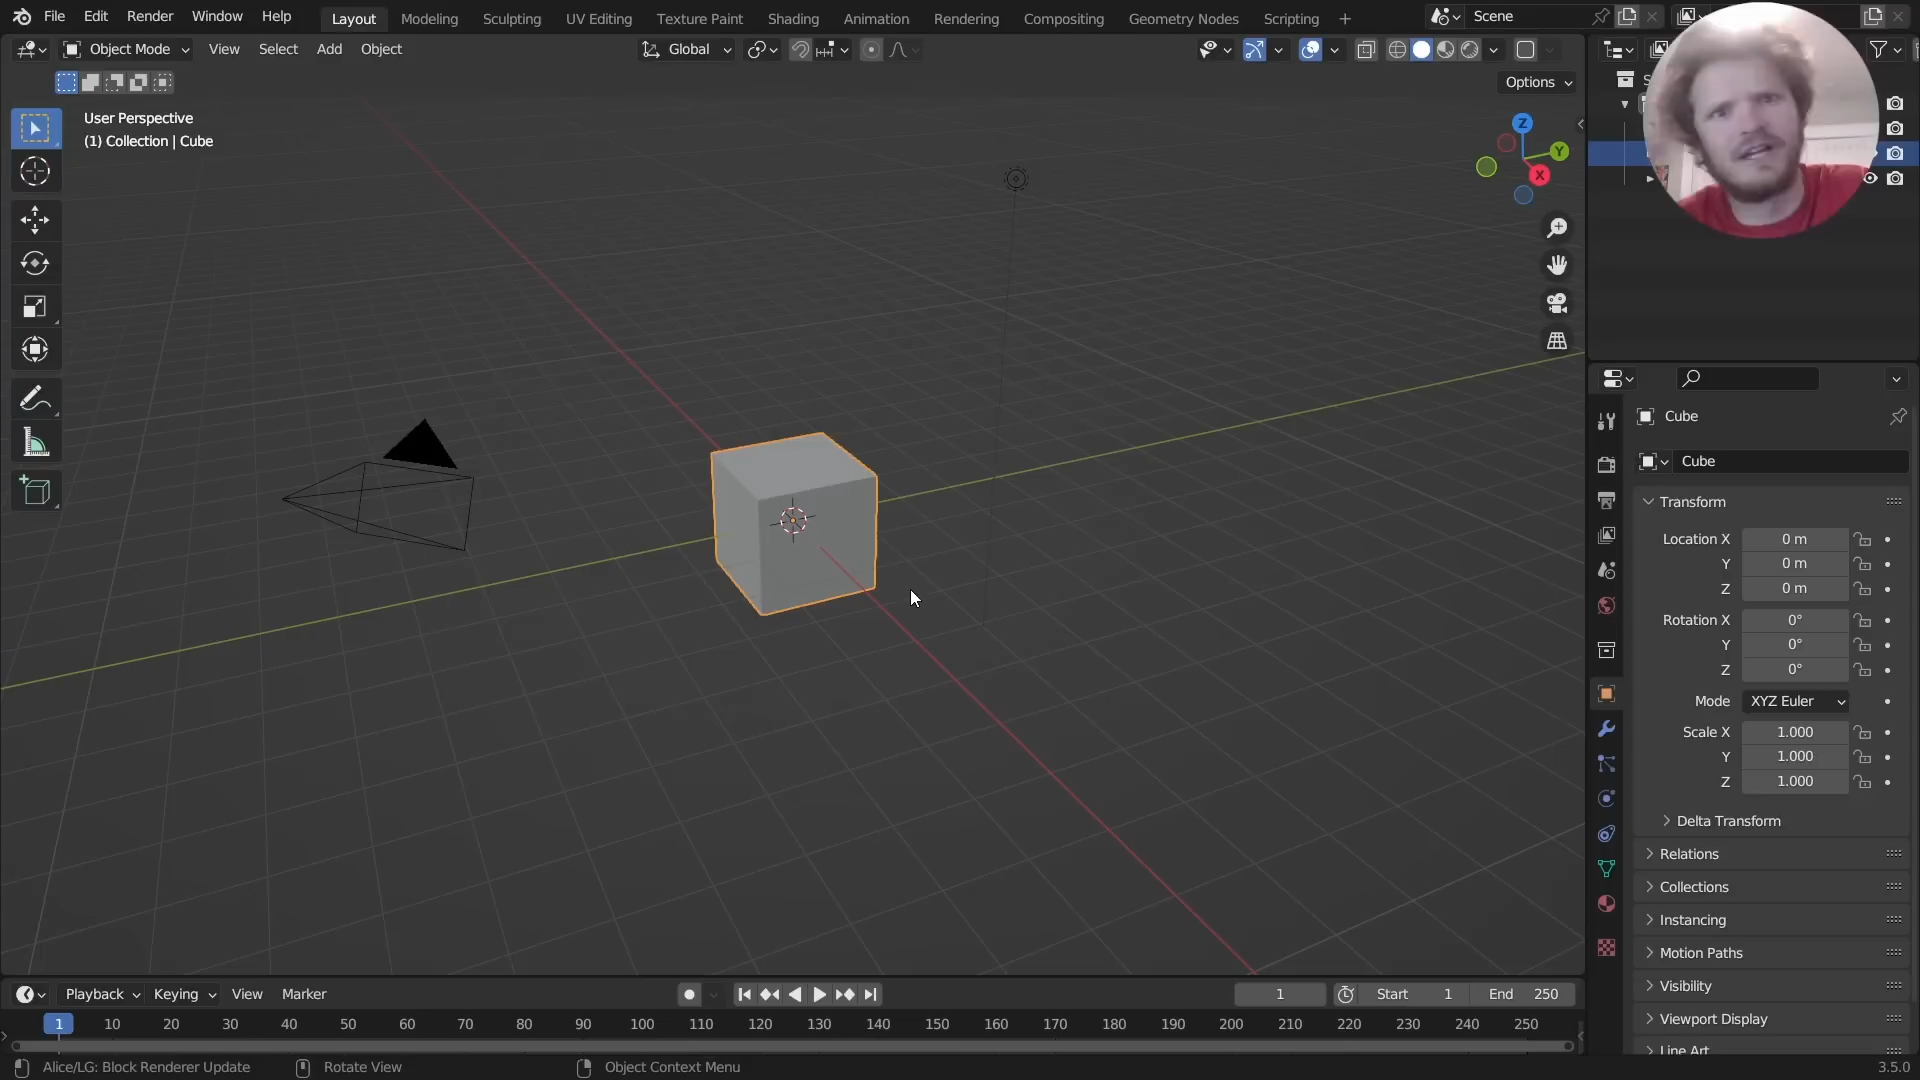 File Edit Render Window Help Layout Modeling Sculpting UV Editing Texture Paint Shading Animation Rendering Compositing Geometry Nodes Scripting + Scene
Object Mode View Select Add Object Global
Options
User Perspective
(1) Collection | Cube
Z
Y
X
Cube
Cube
Transform
Location X 0 m
Y 0 m
Z 0 m
Rotation X 0°
Y 0°
Z 0°
Mode XYZ Euler
Scale X 1.000
Y 1.000
Z 1.000
Delta Transform
Relations
Collections
Instancing
Motion Paths
Visibility
Viewport Display
Line Art
Playback Keying View Marker 1 Start 1 End 250
1 10 20 30 40 50 60 70 80 90 100 110 120 130 140 150 160 170 180 190 200 210 220 230 240 250
Alice/LG: Block Renderer Update Rotate View Object Context Menu 3.5.0